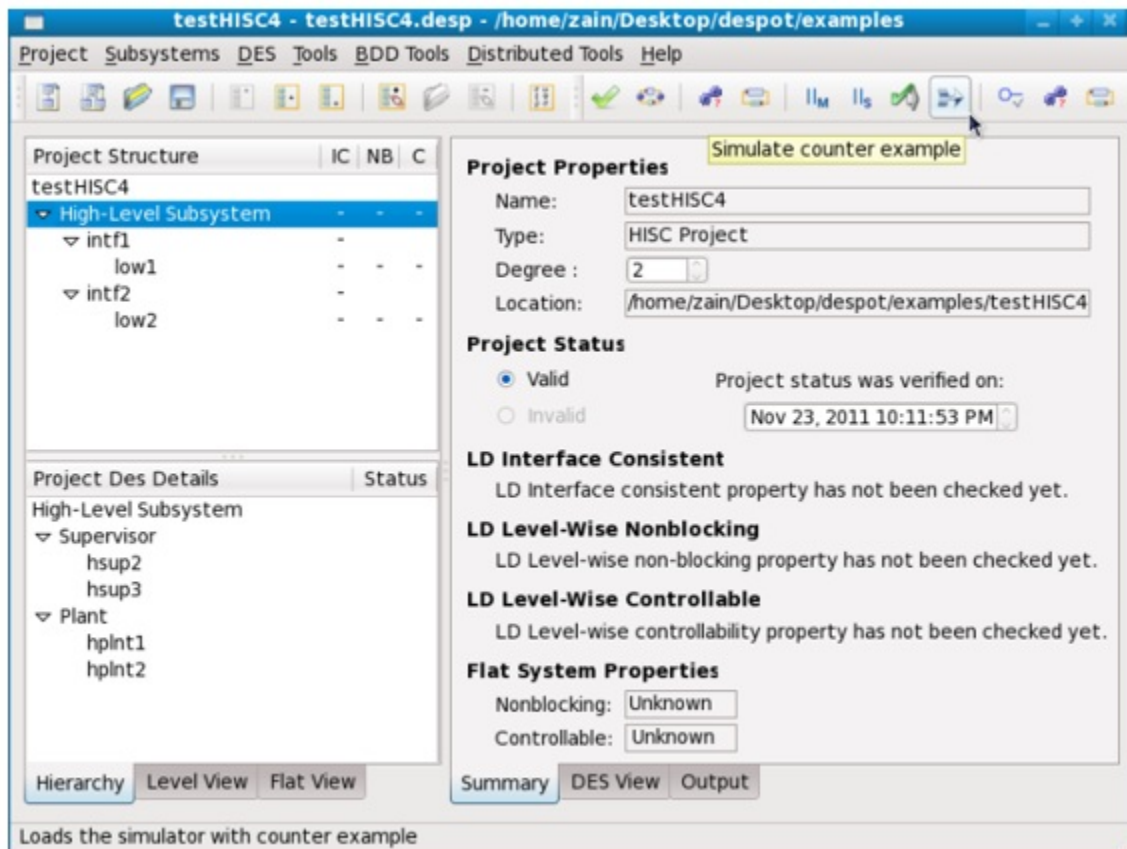 testHISC4 - testHISC4.desp - /home/zain/Desktop/despot/examples
Project Subsystems DES Tools BDD Tools Distributed Tools Help
||M ||S
Simulate counter example
Project Structure IC NB C
testHISC4
High-Level Subsystem - - -
intf1 -
low1 - - -
intf2 -
low2 - - -
Project Des Details Status
High-Level Subsystem
Supervisor
hsup2
hsup3
Plant
hplnt1
hplnt2
Hierarchy Level View Flat View
Project Properties
Name: testHISC4
Type: HISC Project
Degree : 2
Location: /home/zain/Desktop/despot/examples/testHISC4
Project Status
Valid Project status was verified on:
Invalid Nov 23, 2011 10:11:53 PM
LD Interface Consistent
LD Interface consistent property has not been checked yet.
LD Level-Wise Nonblocking
LD Level-wise non-blocking property has not been checked yet.
LD Level-Wise Controllable
LD Level-wise controllability property has not been checked yet.
Flat System Properties
Nonblocking: Unknown
Controllable: Unknown
Summary DES View Output
Loads the simulator with counter example